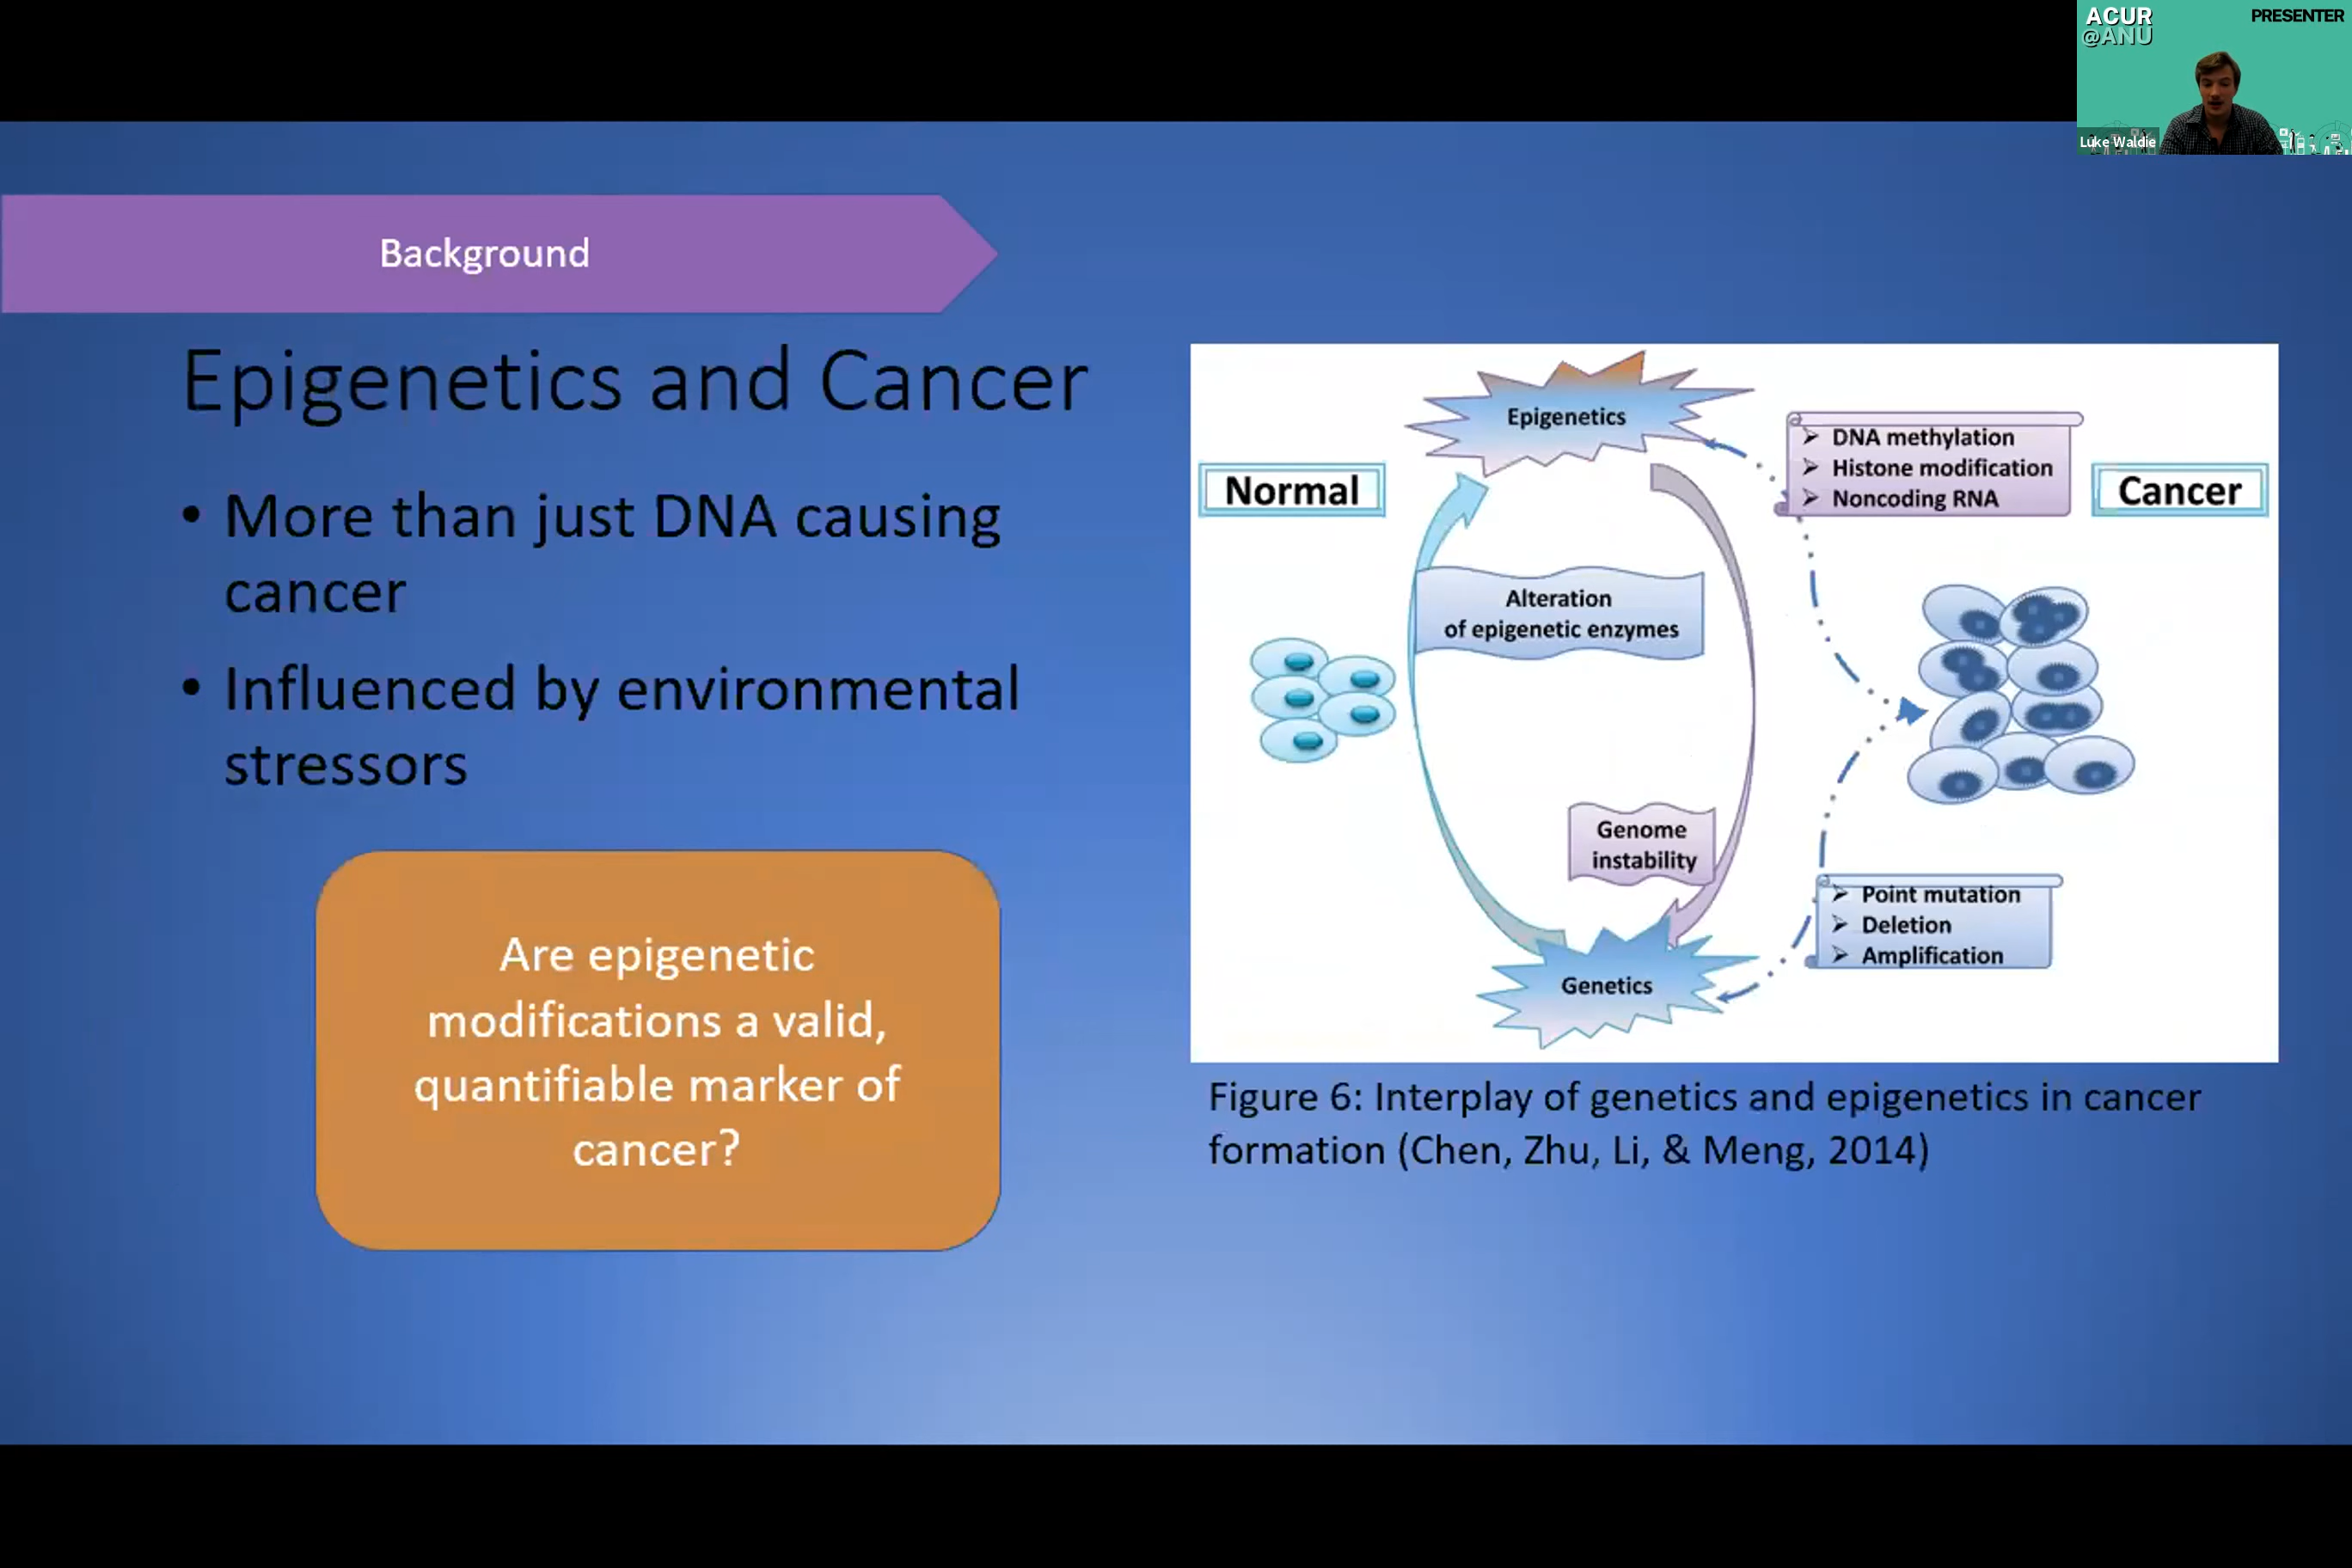 ACUR
@ANU
PRESENTER
Luke Waldie
Background
Epigenetics and Cancer
• More than just DNA causing
cancer
• Influenced by environmental
stressors
Are epigenetic
modifications a valid,
quantifiable marker of
cancer?
Epigenetics
Normal
➢ DNA methylation
➢ Histone modification
➢ Noncoding RNA
Cancer
Alteration
of epigenetic enzymes
Genome
instability
➢ Point mutation
➢ Deletion
➢ Amplification
Genetics
Figure 6: Interplay of genetics and epigenetics in cancer
formation (Chen, Zhu, Li, & Meng, 2014)